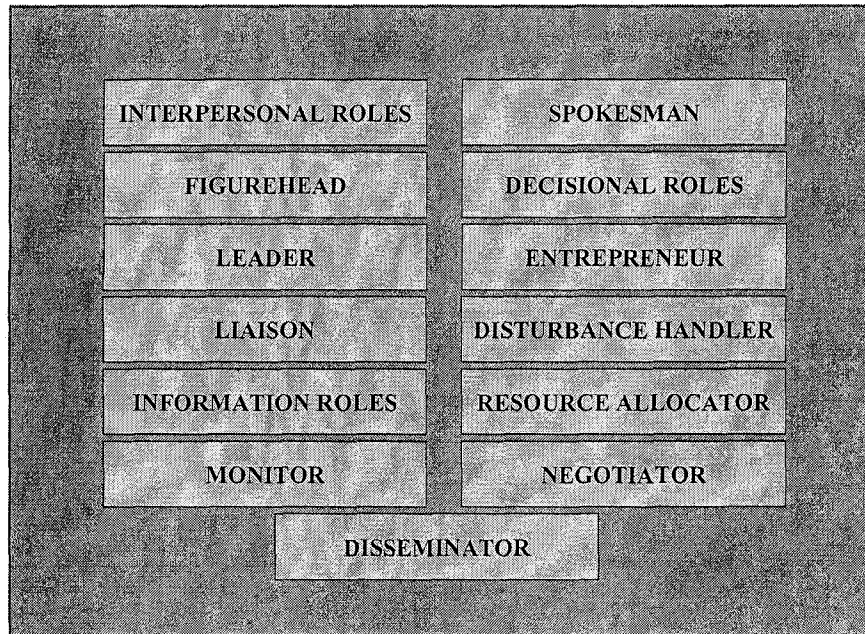 INTERPERSONAL ROLES
FIGUREHEAD
LEADER
LIAISON
INFORMATION ROLES
MONITOR
SPOKESMAN
DECISIONAL ROLES
ENTREPRENEUR
DISTURBANCE HANDLER
RESOURCE ALLOCATOR
NEGOTIATOR
DISSEMINATOR